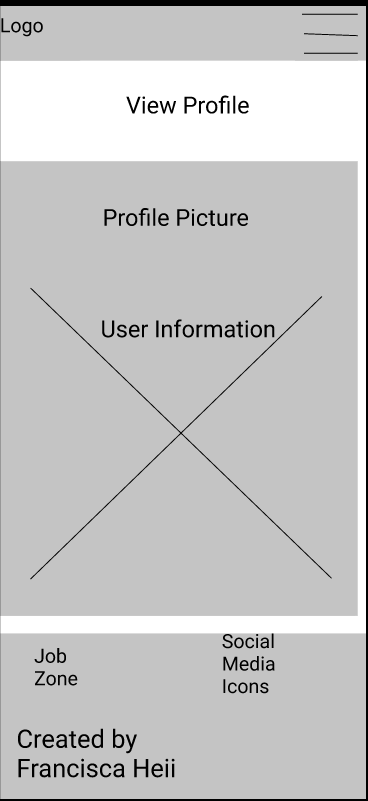 Logo
View Profile
Profile Picture
User Information
Job
Zone
Social
Media
Icons
Created by
Francisca Heii